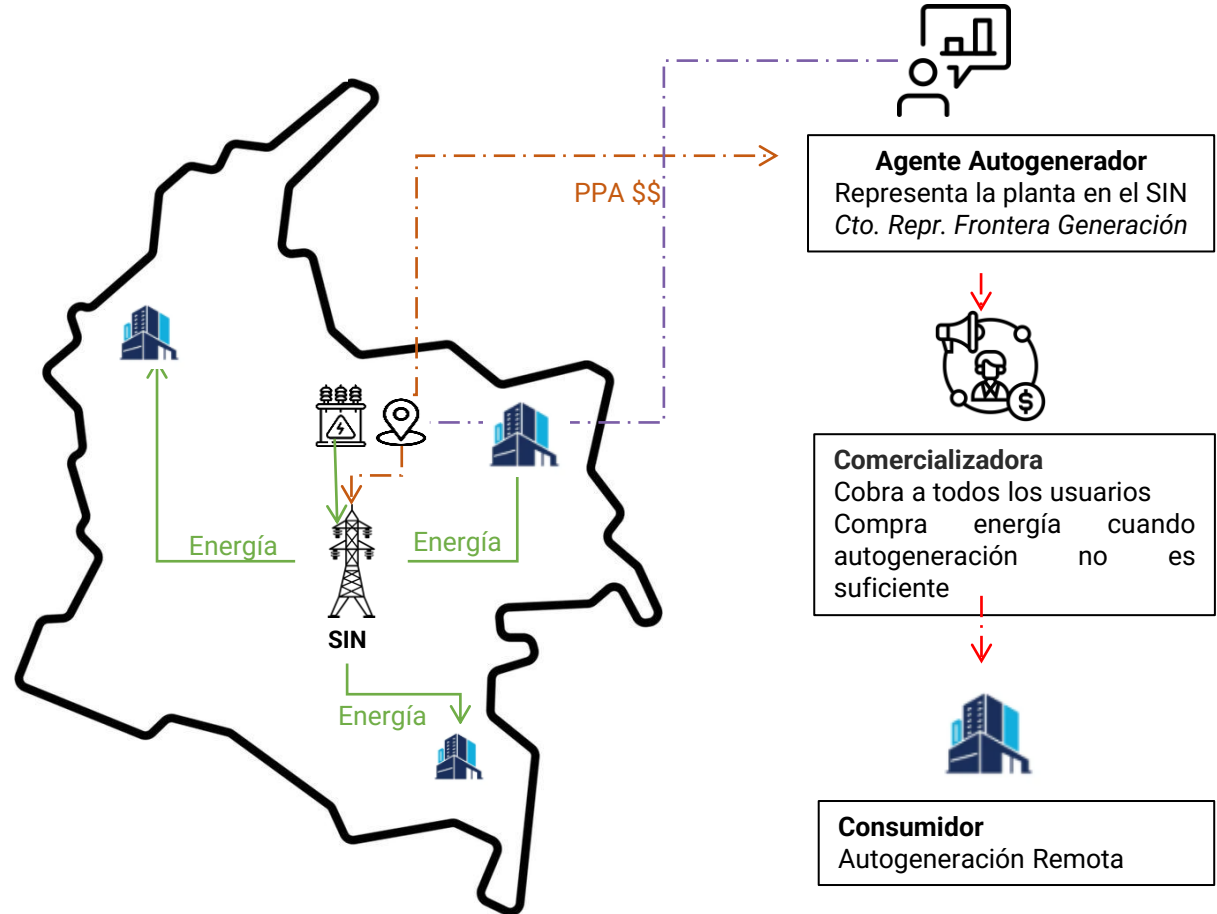 PPA $$
Agente Autogenerador
Representa la planta en el SIN
Cto. Repr. Frontera Generación
$
Comercializadora
Cobra a todos los usuarios
Compra energía cuando
autogeneración no es
suficiente
Energía
Energía
SIN
Energía
Consumidor
Autogeneración Remota